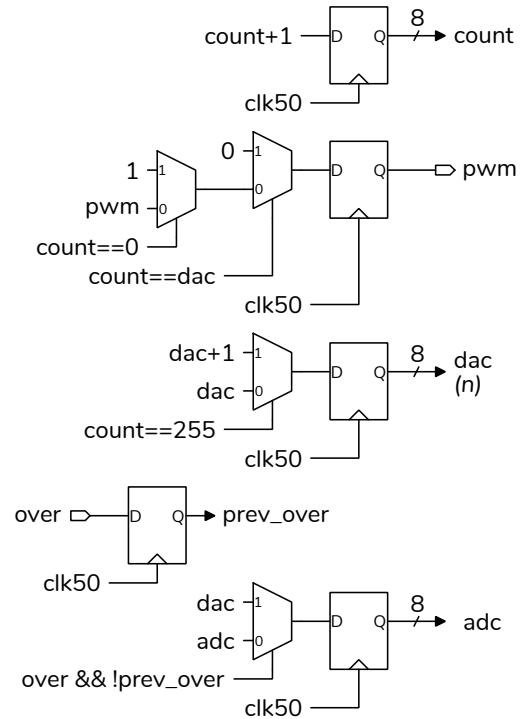 count+1 D Q 8 count
clk50
0 1
1 1 D Q pwm
pwm 0 0
count==0
count==dac
clk50
dac+1 1 8 dac
D Q (n)
dac 0
count==255
clk50
over D Q prev_over
clk50
dac 1 8
D Q adc
adc 0
over && !prev_over
clk50